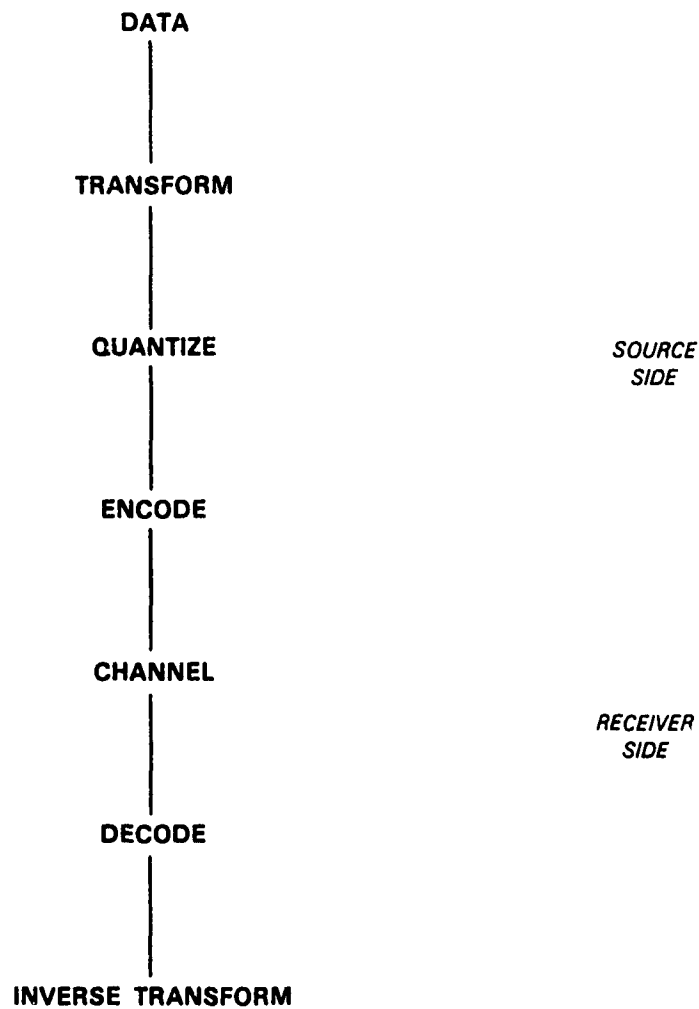 DATA
TRANSFORM
QUANTIZE
SOURCE
SIDE
ENCODE
CHANNEL
RECEIVER
SIDE
DECODE
INVERSE TRANSFORM